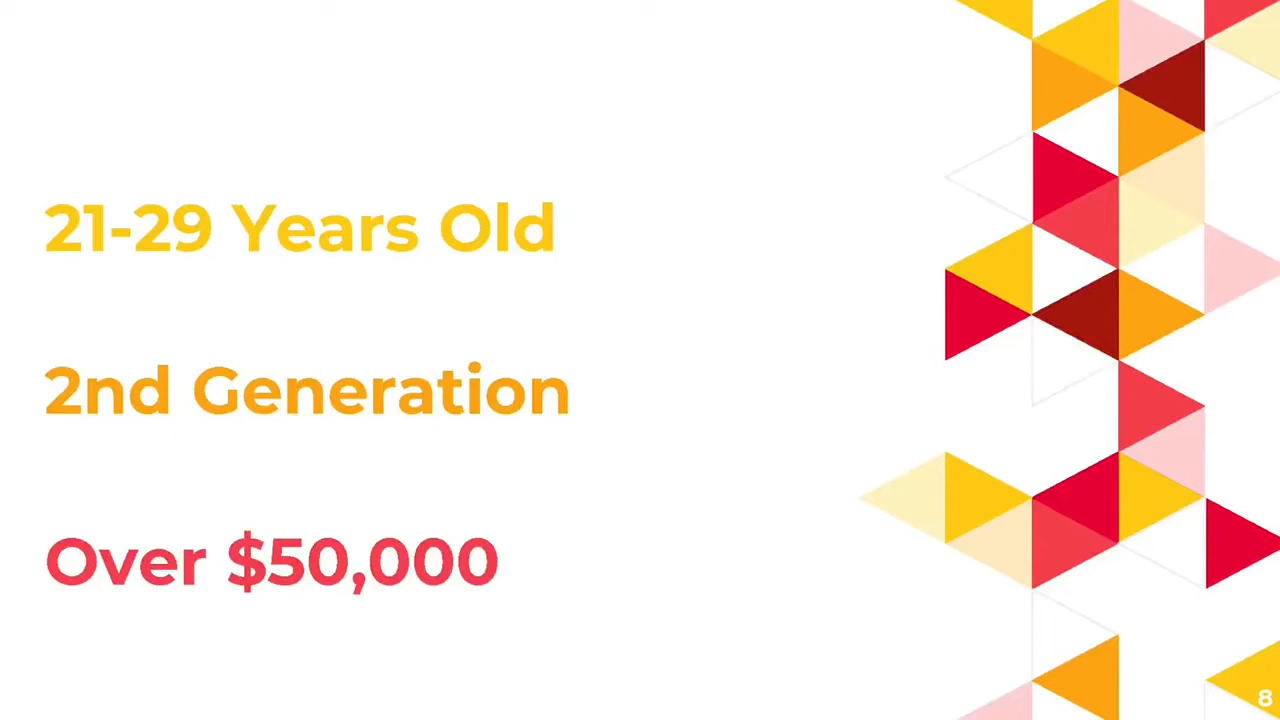 21-29 Years Old
2nd Generation
Over $50,000
8